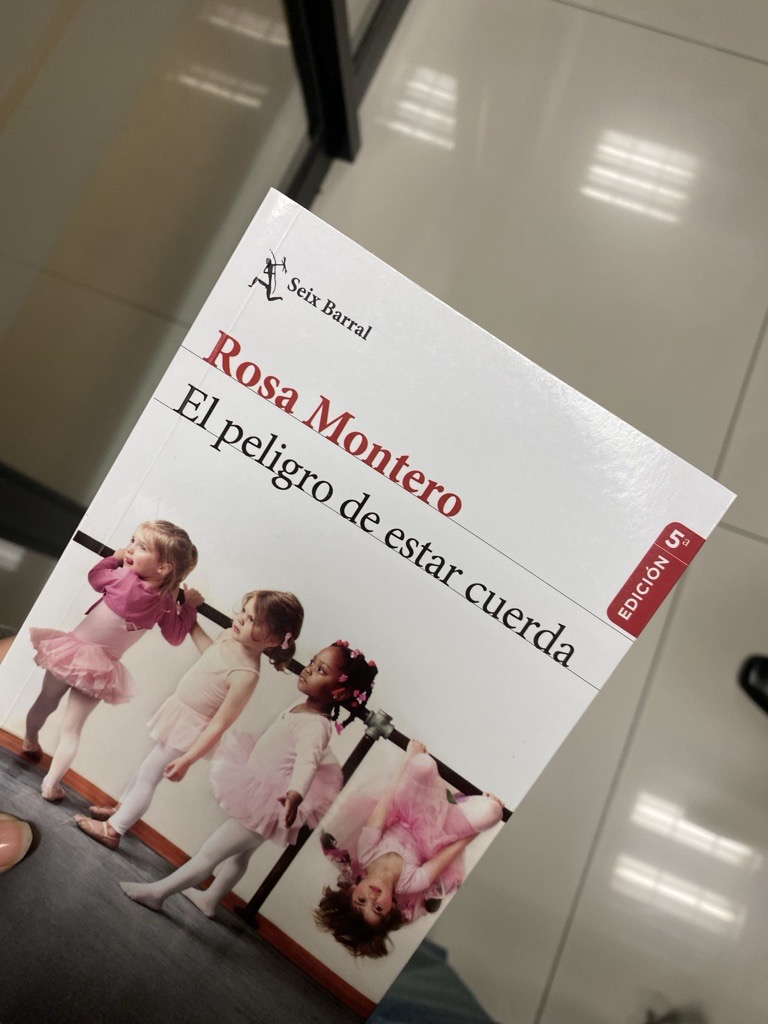 Seix Barral
Rosa Montero
El peligro de estar cuerda
5ª
EDICIÓN